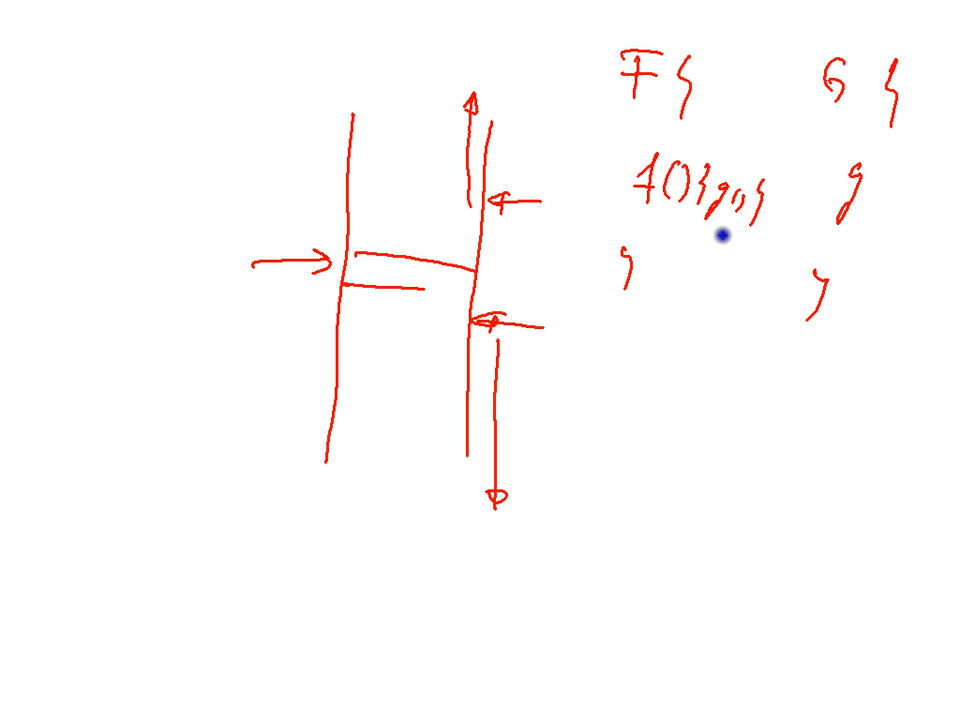 F { G {
f(){g()} g
} }